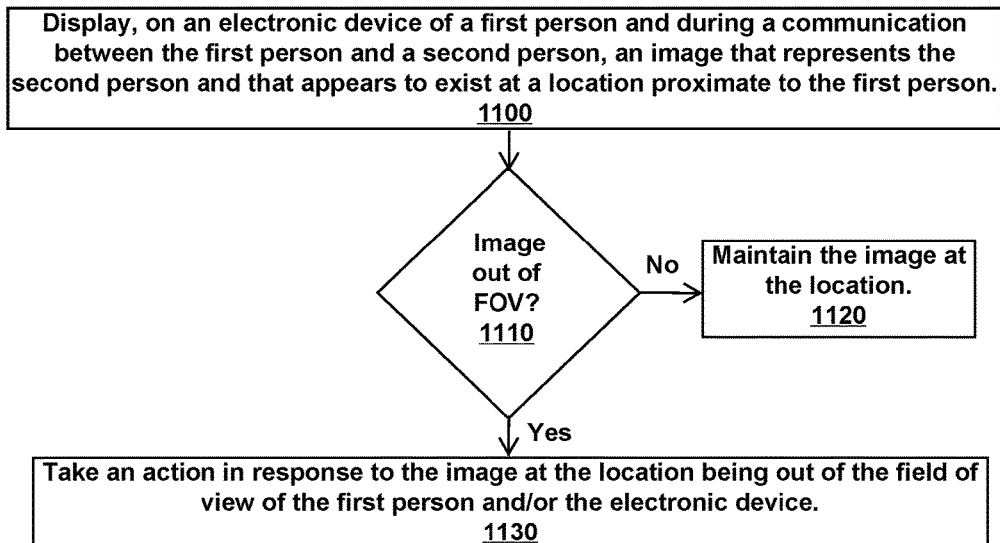 Display, on an electronic device of a first person and during a communication
between the first person and a second person, an image that represents the
second person and that appears to exist at a location proximate to the first person.
1100
Image
out of
FOV?
1110
No
Maintain the image at
the location.
1120
Yes
Take an action in response to the image at the location being out of the field of
view of the first person and/or the electronic device.
1130